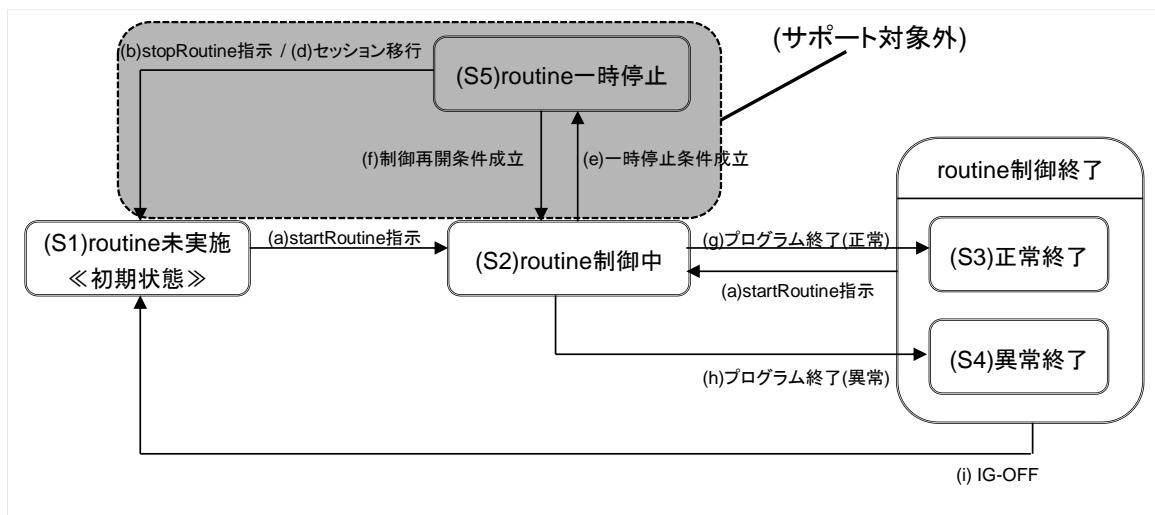 (サポート対象外)
(b)stopRoutine指示 / (d)セッション移行
(S5)routine一時停止
(f)制御再開条件成立
(e)一時停止条件成立
routine制御終了
(S1)routine未実施
≪初期状態≫
(a)startRoutine指示
(S2)routine制御中
(g)プログラム終了(正常)
(S3)正常終了
(a)startRoutine指示
(h)プログラム終了(異常)
(S4)異常終了
(i) IG-OFF